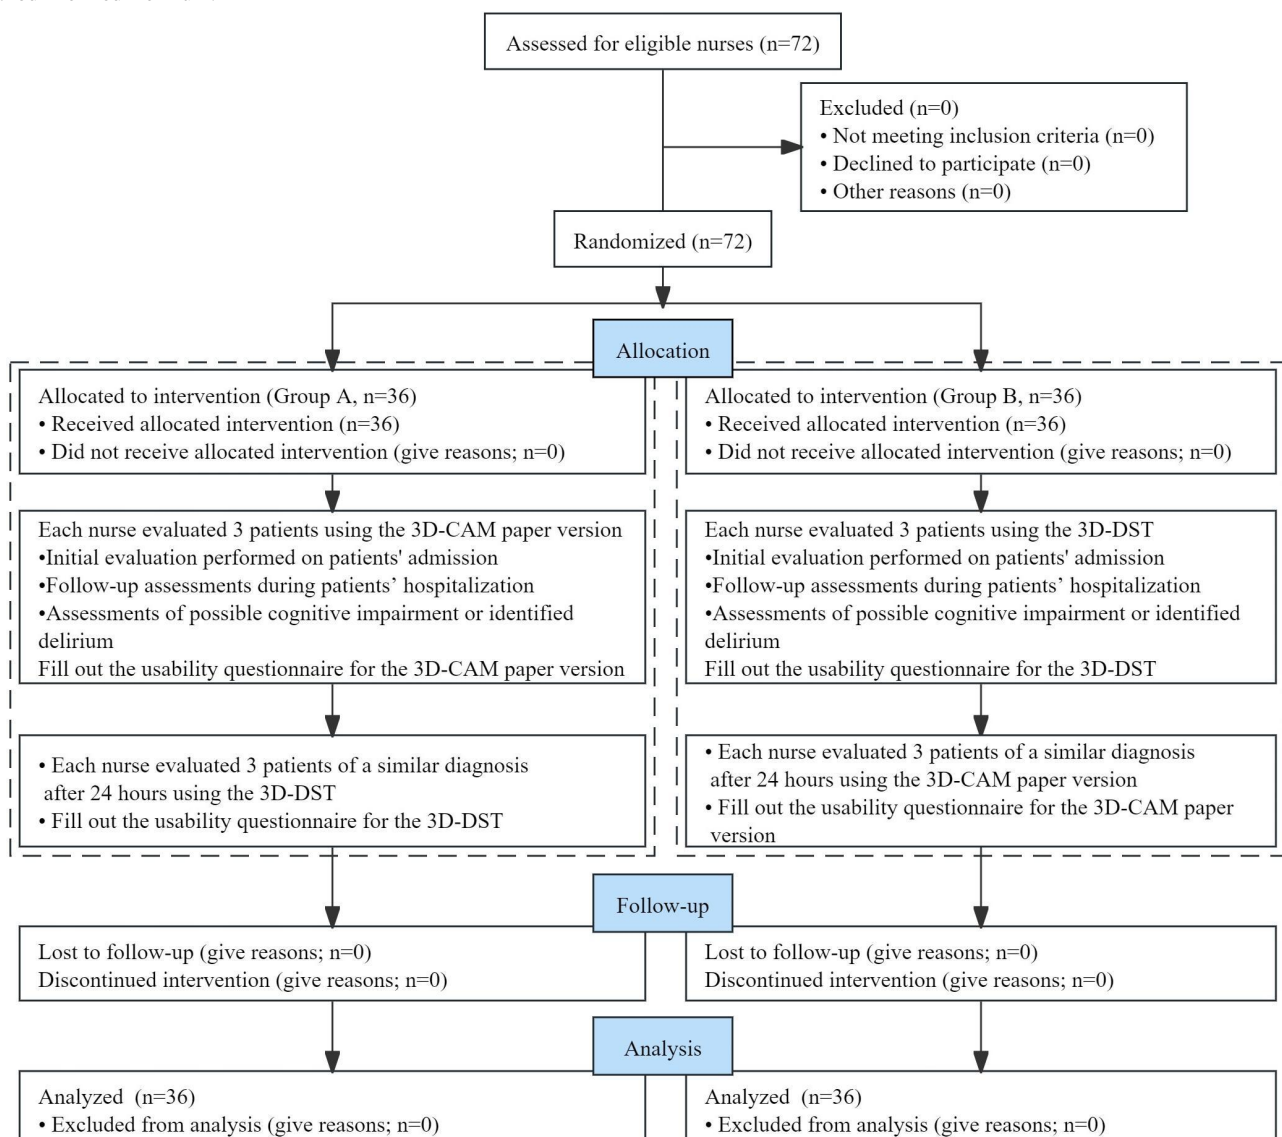 Assessed for eligible nurses (n=72)
Excluded (n=0)
• Not meeting inclusion criteria (n=0)
• Declined to participate (n=0)
• Other reasons (n=0)
Randomized (n=72)
Allocation
Allocated to intervention (Group A, n=36)
• Received allocated intervention (n=36)
• Did not receive allocated intervention (give reasons; n=0)
Each nurse evaluated 3 patients using the 3D-CAM paper version
•Initial evaluation performed on patients' admission
•Follow-up assessments during patients’ hospitalization
•Assessments of possible cognitive impairment or identified
delirium
Fill out the usability questionnaire for the 3D-CAM paper version
• Each nurse evaluated 3 patients of a similar diagnosis
after 24 hours using the 3D-DST
• Fill out the usability questionnaire for the 3D-DST
Allocated to intervention (Group B, n=36)
• Received allocated intervention (n=36)
• Did not receive allocated intervention (give reasons; n=0)
Each nurse evaluated 3 patients using the 3D-DST
•Initial evaluation performed on patients' admission
•Follow-up assessments during patients’ hospitalization
•Assessments of possible cognitive impairment or identified
delirium
Fill out the usability questionnaire for the 3D-DST
• Each nurse evaluated 3 patients of a similar diagnosis
after 24 hours using the 3D-CAM paper version
• Fill out the usability questionnaire for the 3D-CAM paper
version
Follow-up
Lost to follow-up (give reasons; n=0)
Discontinued intervention (give reasons; n=0)
Lost to follow-up (give reasons; n=0)
Discontinued intervention (give reasons; n=0)
Analysis
Analyzed (n=36)
• Excluded from analysis (give reasons; n=0)
Analyzed (n=36)
• Excluded from analysis (give reasons; n=0)